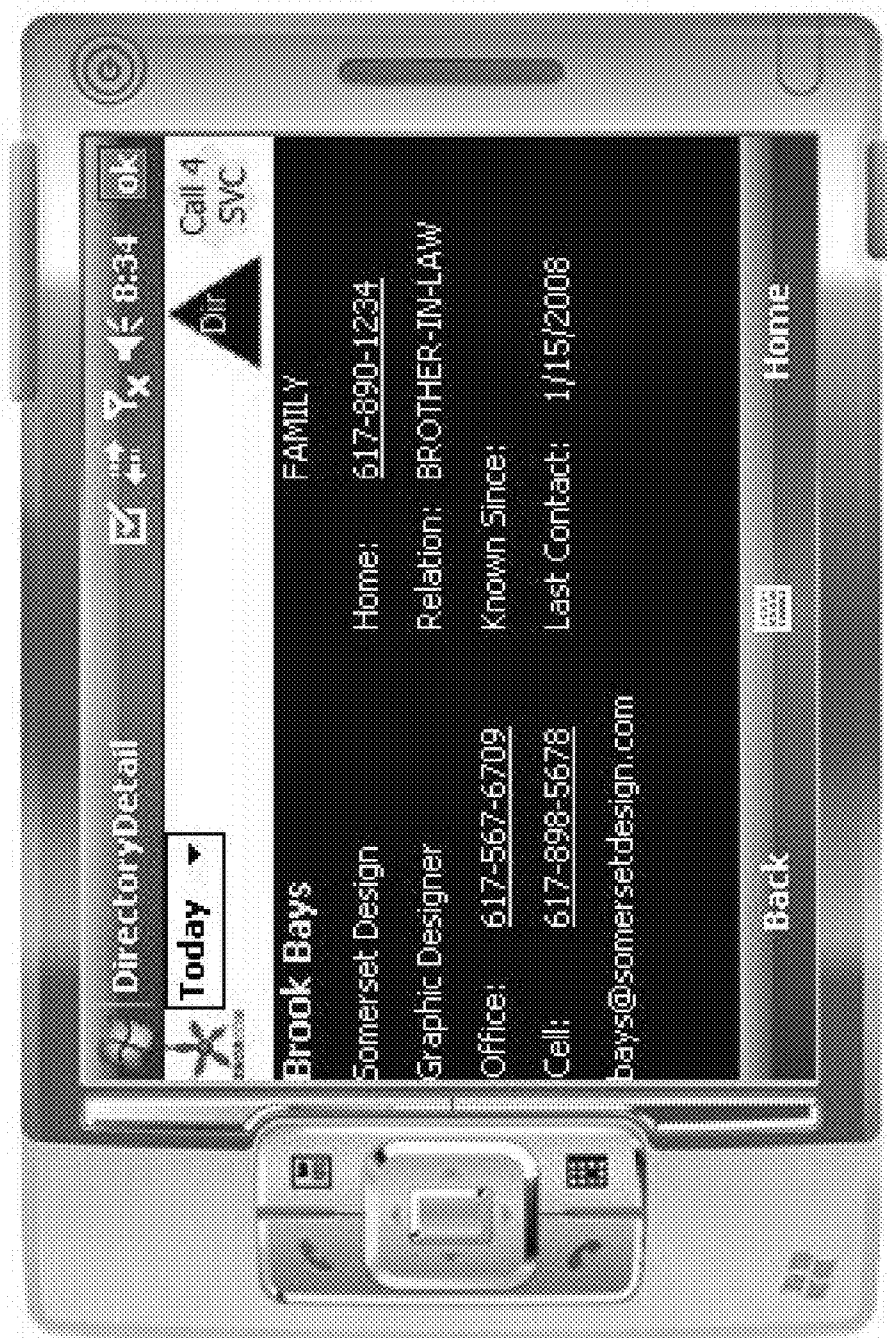 DirectoryDetail 8:34 ok
Today Dir Call 4
SVC
Brook Bays FAMILY
Somerset Design Home: 617-890-1234
Graphic Designer Relation: BROTHER-IN-LAW
Office: 617-567-6709 Known Since:
Cell: 617-898-5678 Last Contact: 1/15/2008
bays@somersetdesign.com
Back Home